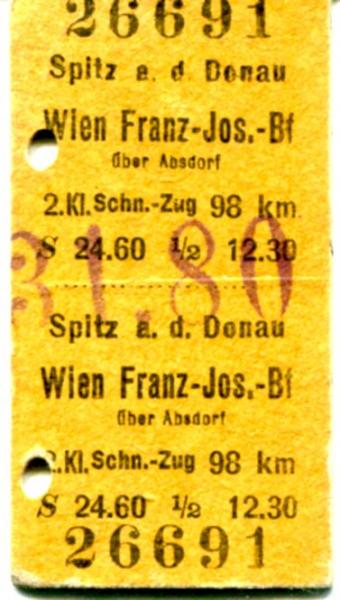 26691
Spitz a. d. Donau
Wien Franz-Jos.-Bf
über Absdorf
2.Kl. Schn.-Zug 98 km
S 24.60 ½ 12.30
31.80
Spitz a. d. Donau
Wien Franz-Jos.-Bf
über Absdorf
2.Kl. Schn.-Zug 98 km
S 24.60 ½ 12.30
26691